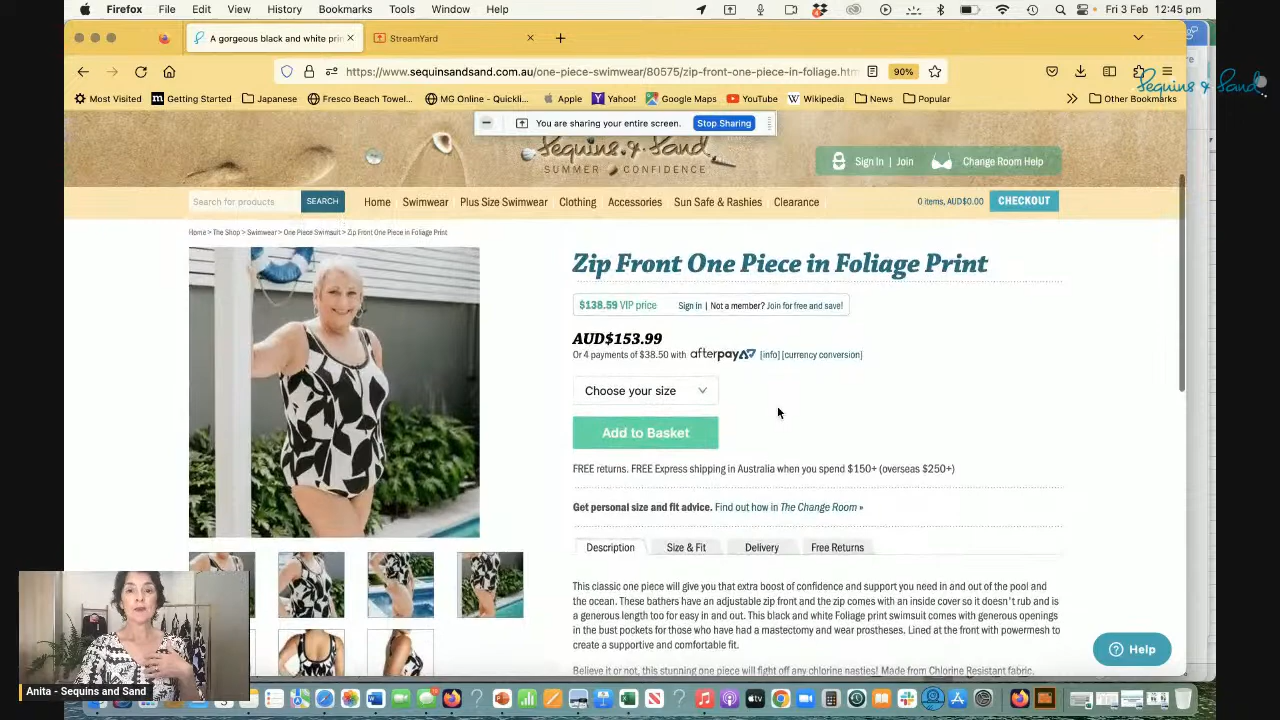 Firefox File Edit View History Bookmarks Tools Window Help Fri 3 Feb 12:45 pm
A gorgeous black and white prin StreamYard
https://www.sequinsandsand.com.au/one-piece-swimwear/80575/zip-front-one-piece-in-foliage.htm 90%
Most Visited Getting Started Japanese Fresco Beach Towel... MG Online - Quickli... Apple Yahoo! Google Maps YouTube Wikipedia News Popular Other Bookmarks
Sequins & Sand
You are sharing your entire screen. Stop Sharing
Sequins & Sand
SUMMER CONFIDENCE
Sign In | Join Change Room Help
Search for products SEARCH Home Swimwear Plus Size Swimwear Clothing Accessories Sun Safe & Rashies Clearance 0 items, AUD$0.00 CHECKOUT
Home > The Shop > Swimwear > One Piece Swimsuit > Zip Front One Piece in Foliage Print
Zip Front One Piece in Foliage Print
$138.59 VIP price Sign in | Not a member? Join for free and save!
AUD$153.99
Or 4 payments of $38.50 with afterpay [info] [currency conversion]
Choose your size
Add to Basket
FREE returns. FREE Express shipping in Australia when you spend $150+ (overseas $250+)
Get personal size and fit advice. Find out how in The Change Room »
Description Size & Fit Delivery Free Returns
This classic one piece will give you that extra boost of confidence and support you need in and out of the pool and
the ocean. These bathers have an adjustable zip front and the zip comes with an inside cover so it doesn't rub and is
a generous length too for easy in and out. This black and white Foliage print swimsuit comes with generous openings
in the bust pockets for those who have had a mastectomy and wear prostheses. Lined at the front with powermesh to
create a supportive and comfortable fit.
Believe it or not, this stunning one piece will fight off any chlorine nasties! Made from Chlorine Resistant fabric.
Help
Anita - Sequins and Sand